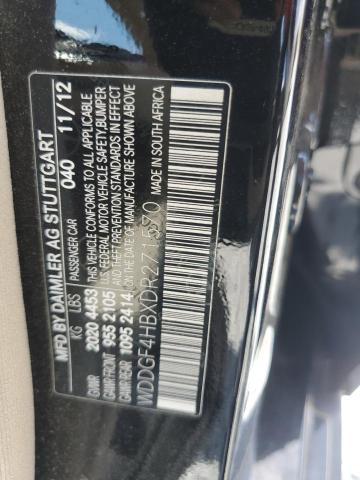 MFD BY DAIMLER AG STUTTGART
PASSENGER CAR 040 11/12
KG LBS
GVWR 2020 4453
GAWR FRONT 955 2105
GAWR REAR 1095 2414
THIS VEHICLE CONFORMS TO ALL APPLICABLE
FEDERAL MOTOR VEHICLE SAFETY, BUMPER
AND THEFT PREVENTION STANDARDS IN EFFECT
ON THE DATE OF MANUFACTURE SHOWN ABOVE
WDDGF4HBXDR271570
MADE IN SOUTH AFRICA